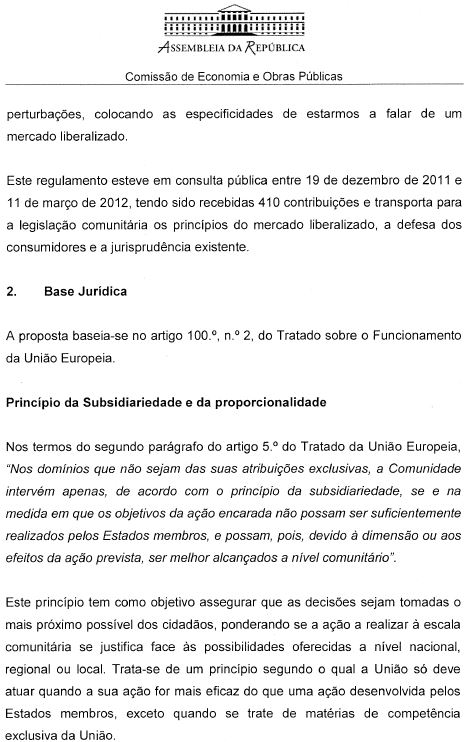 ASSEMBLEIA DA REPÚBLICA
Comissão de Economia e Obras Públicas
perturbações, colocando as especificidades de estarmos a falar de um
mercado liberalizado.
Este regulamento esteve em consulta pública entre 19 de dezembro de 2011 e
11 de março de 2012, tendo sido recebidas 410 contribuições e transporta para
a legislação comunitária os princípios do mercado liberalizado, a defesa dos
consumidores e a jurisprudência existente.
2. Base Jurídica
A proposta baseia-se no artigo 100.º, n.º 2, do Tratado sobre o Funcionamento
da União Europeia.
Princípio da Subsidiariedade e da proporcionalidade
Nos termos do segundo parágrafo do artigo 5.º do Tratado da União Europeia,
“Nos domínios que não sejam das suas atribuições exclusivas, a Comunidade
intervém apenas, de acordo com o princípio da subsidiariedade, se e na
medida em que os objetivos da ação encarada não possam ser suficientemente
realizados pelos Estados membros, e possam, pois, devido à dimensão ou aos
efeitos da ação prevista, ser melhor alcançados a nível comunitário”.
Este princípio tem como objetivo assegurar que as decisões sejam tomadas o
mais próximo possível dos cidadãos, ponderando se a ação a realizar à escala
comunitária se justifica face às possibilidades oferecidas a nível nacional,
regional ou local. Trata-se de um princípio segundo o qual a União só deve
atuar quando a sua ação for mais eficaz do que uma ação desenvolvida pelos
Estados membros, exceto quando se trate de matérias de competência
exclusiva da União.